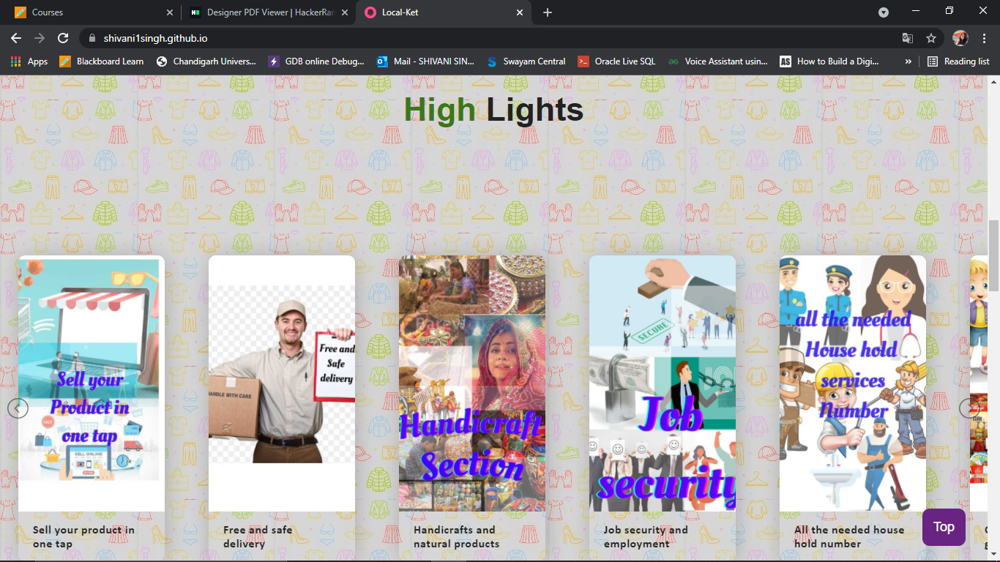 Courses
Designer PDF Viewer | HackerRan
Local-Ket
shivani1singh.github.io
Apps
Blackboard Learn
Chandigarh Univers...
GDB online Debug...
Mail - SHIVANI SIN...
Swayam Central
Oracle Live SQL
Voice Assistant usin...
How to Build a Digi...
»
Reading list
High Lights
Sell your
Product in
one tap
SALE
SELL ONLINE
24
HANDLE WITH CARE
Free and
Safe
delivery
Handicraft
Section
SECURE
Job
security
all the needed
House hold
services
Number
Sell your product in
one tap
Free and safe
delivery
Handicrafts and
natural products
Job security and
employment
All the needed house
hold number
Top